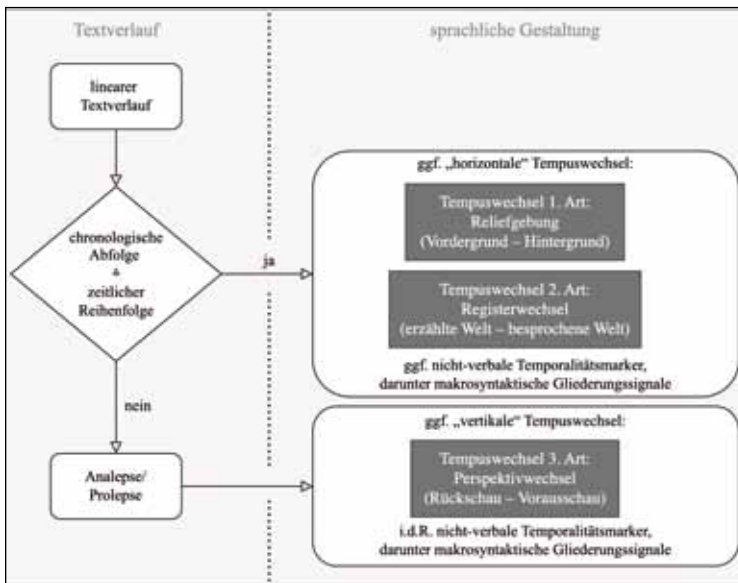 Textverlauf
sprachliche Gestaltung
linearer
Textverlauf
chronologische
Abfolge
&
zeitlicher
Reihenfolge
ja
nein
Analepse/
Prolepse
ggf. „horizontale“ Tempuswechsel:
Tempuswechsel 1. Art:
Reliefgebung
(Vordergrund – Hintergrund)
Tempuswechsel 2. Art:
Registerwechsel
(erzählte Welt – besprochene Welt)
ggf. nicht-verbale Temporalitätsmarker,
darunter makrosyntaktische Gliederungssignale
ggf. „vertikale“ Tempuswechsel:
Tempuswechsel 3. Art:
Perspektivwechsel
(Rückschau – Vorausschau)
i.d.R. nicht-verbale Temporalitätsmarker,
darunter makrosyntaktische Gliederungssignale